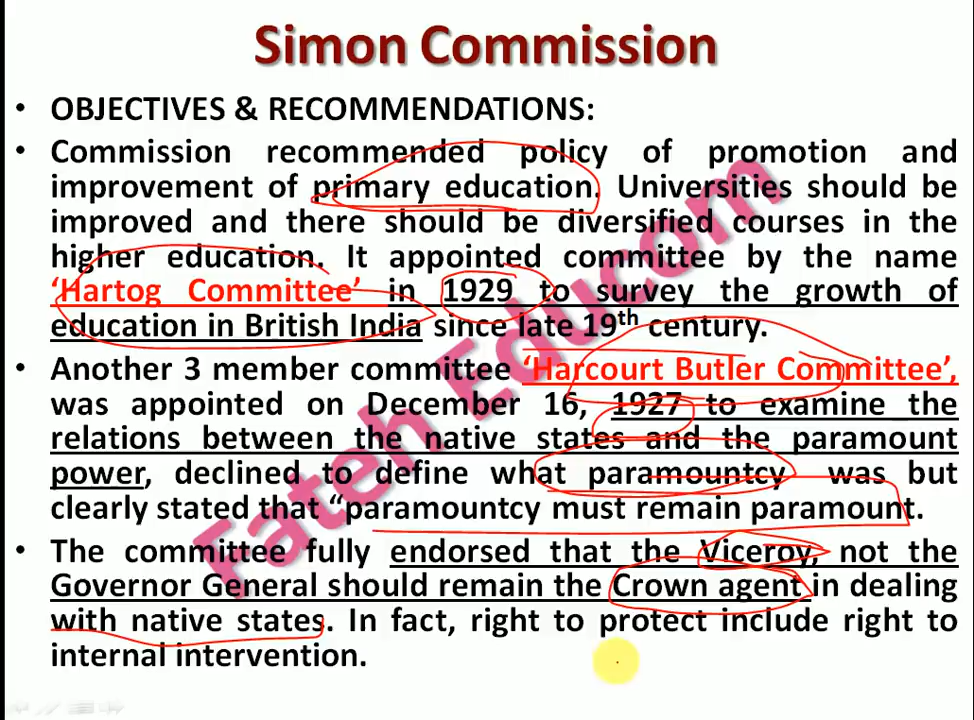 Simon Commission
• OBJECTIVES & RECOMMENDATIONS:
• Commission recommended policy of promotion and
improvement of primary education. Universities should be
improved and there should be diversified courses in the
higher education. It appointed committee by the name
‘Hartog Committee’ in 1929 to survey the growth of
education in British India since late 19th century.
• Another 3 member committee ‘Harcourt Butler Committee’,
was appointed on December 16, 1927 to examine the
relations between the native states and the paramount
power, declined to define what paramountcy was but
clearly stated that “paramountcy must remain paramount.
• The committee fully endorsed that the Viceroy, not the
Governor General should remain the Crown agent in dealing
with native states. In fact, right to protect include right to
internal intervention.
Fateh Educom